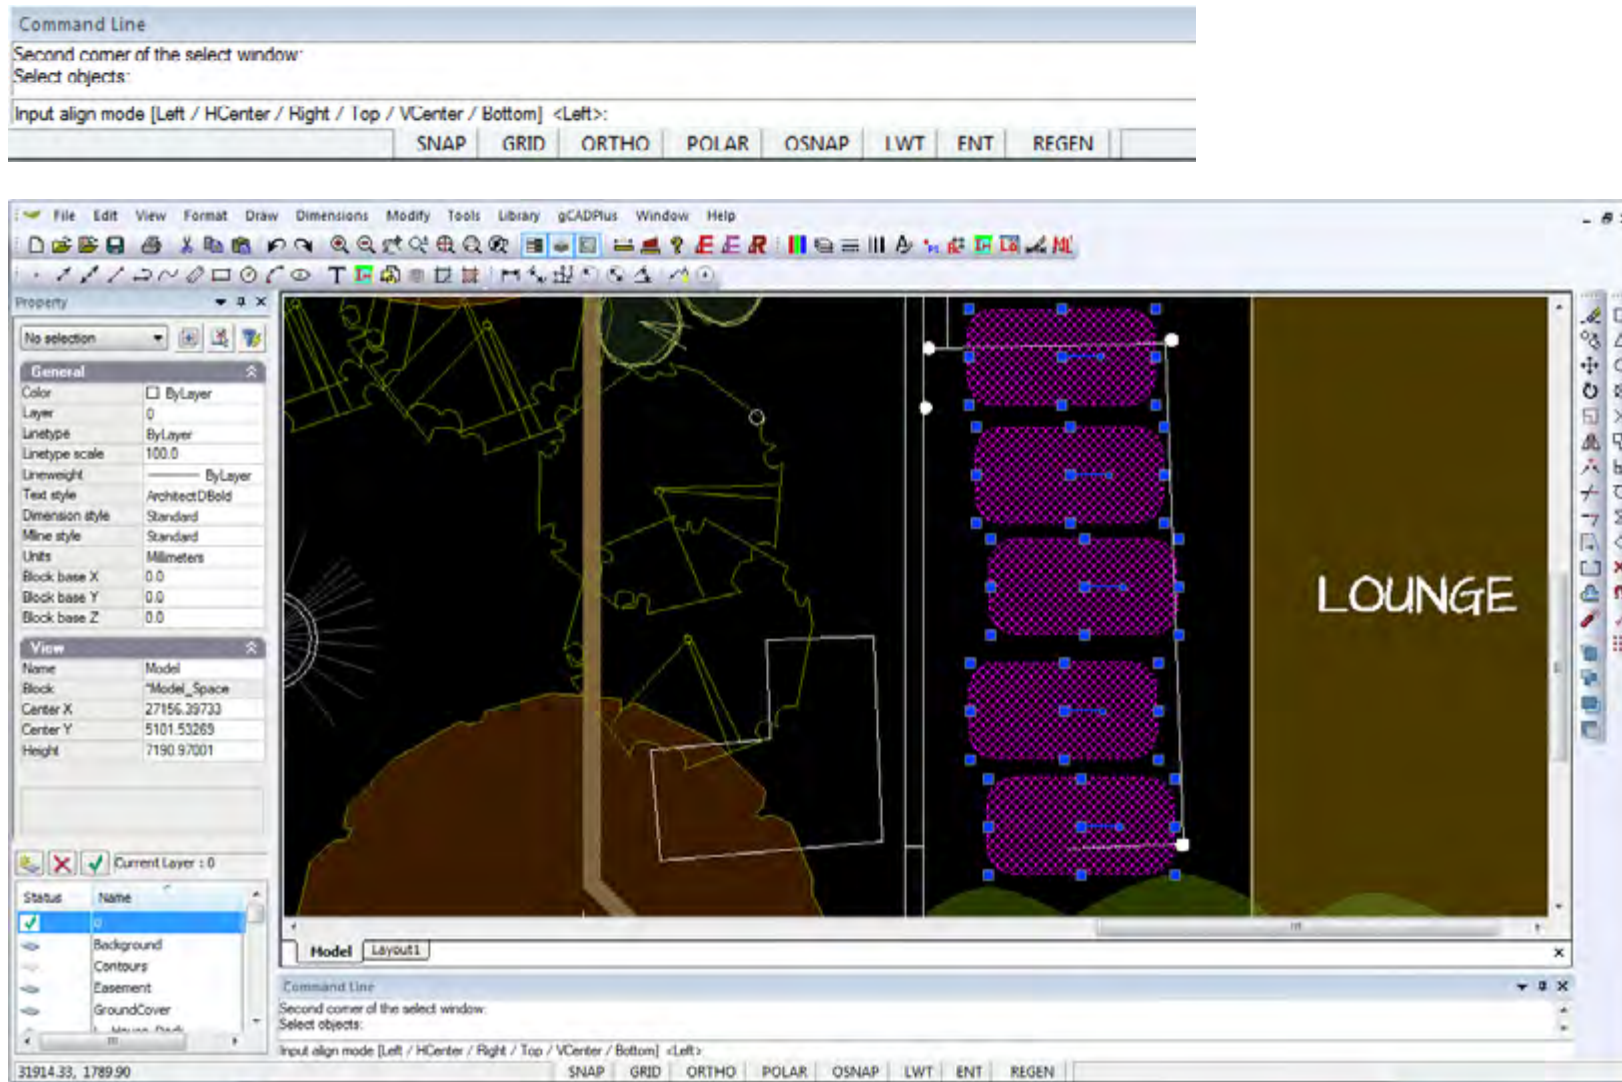 Command Line
Second corner of the select window:
Select objects:
Input align mode [Left / HCenter / Right / Top / VCenter / Bottom] <Left>:
SNAP GRID ORTHO POLAR OSNAP LWT ENT REGEN
File Edit View Format Draw Dimensions Modify Tools Library gCADPlus Window Help
Property
No selection
General
Color ByLayer
Layer 0
Linetype ByLayer
Linetype scale 100.0
Lineweight ByLayer
Text style ArchitectDBold
Dimension style Standard
Mline style Standard
Units Millimeters
Block base X 0.0
Block base Y 0.0
Block base Z 0.0
View
Name Model
Block *Model_Space
Center X 27156.39733
Center Y 5101.53269
Height 7190.97001
LOUNGE
Current Layer : 0
Status Name
0
Background
Contours
Easement
GroundCover
Model Layout1
Command Line
Second corner of the select window:
Select objects:
Input align mode [Left / HCenter / Right / Top / VCenter / Bottom] <Left>
31914.33, 1789.90 SNAP GRID ORTHO POLAR OSNAP LWT ENT REGEN